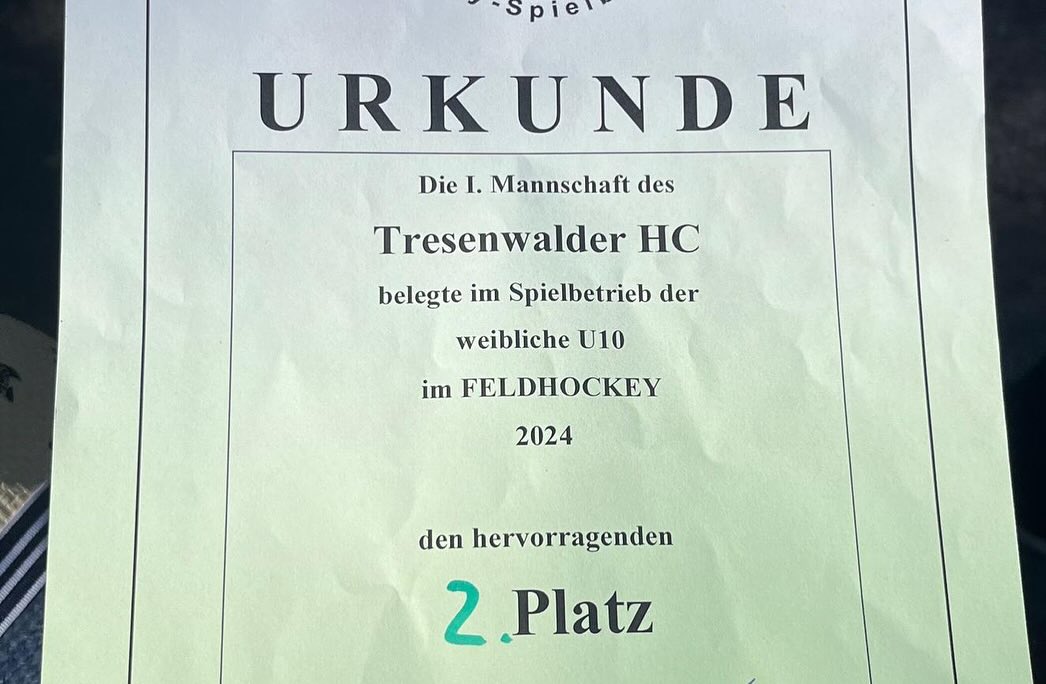 URKUNDE
Die I. Mannschaft des
Tresenwalder HC
belegte im Spielbetrieb der
weibliche U10
im FELDHOCKEY
2024
den hervorragenden
2. Platz